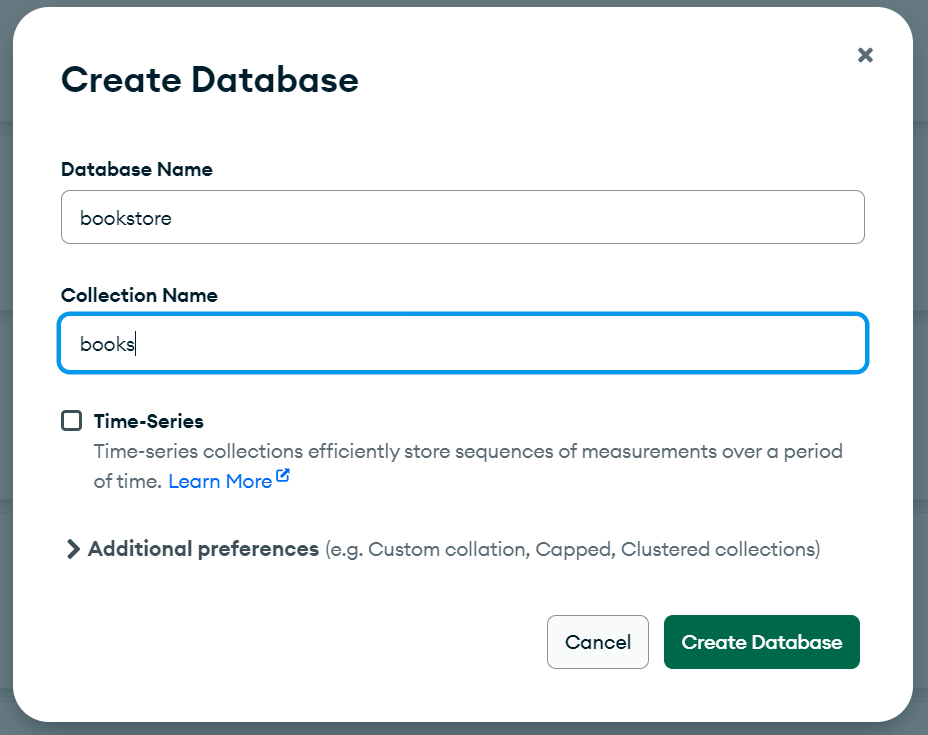 Create Database
Database Name
bookstore
Collection Name
books
Time-Series
Time-series collections efficiently store sequences of measurements over a period
of time. Learn More
Additional preferences (e.g. Custom collation, Capped, Clustered collections)
Cancel
Create Database